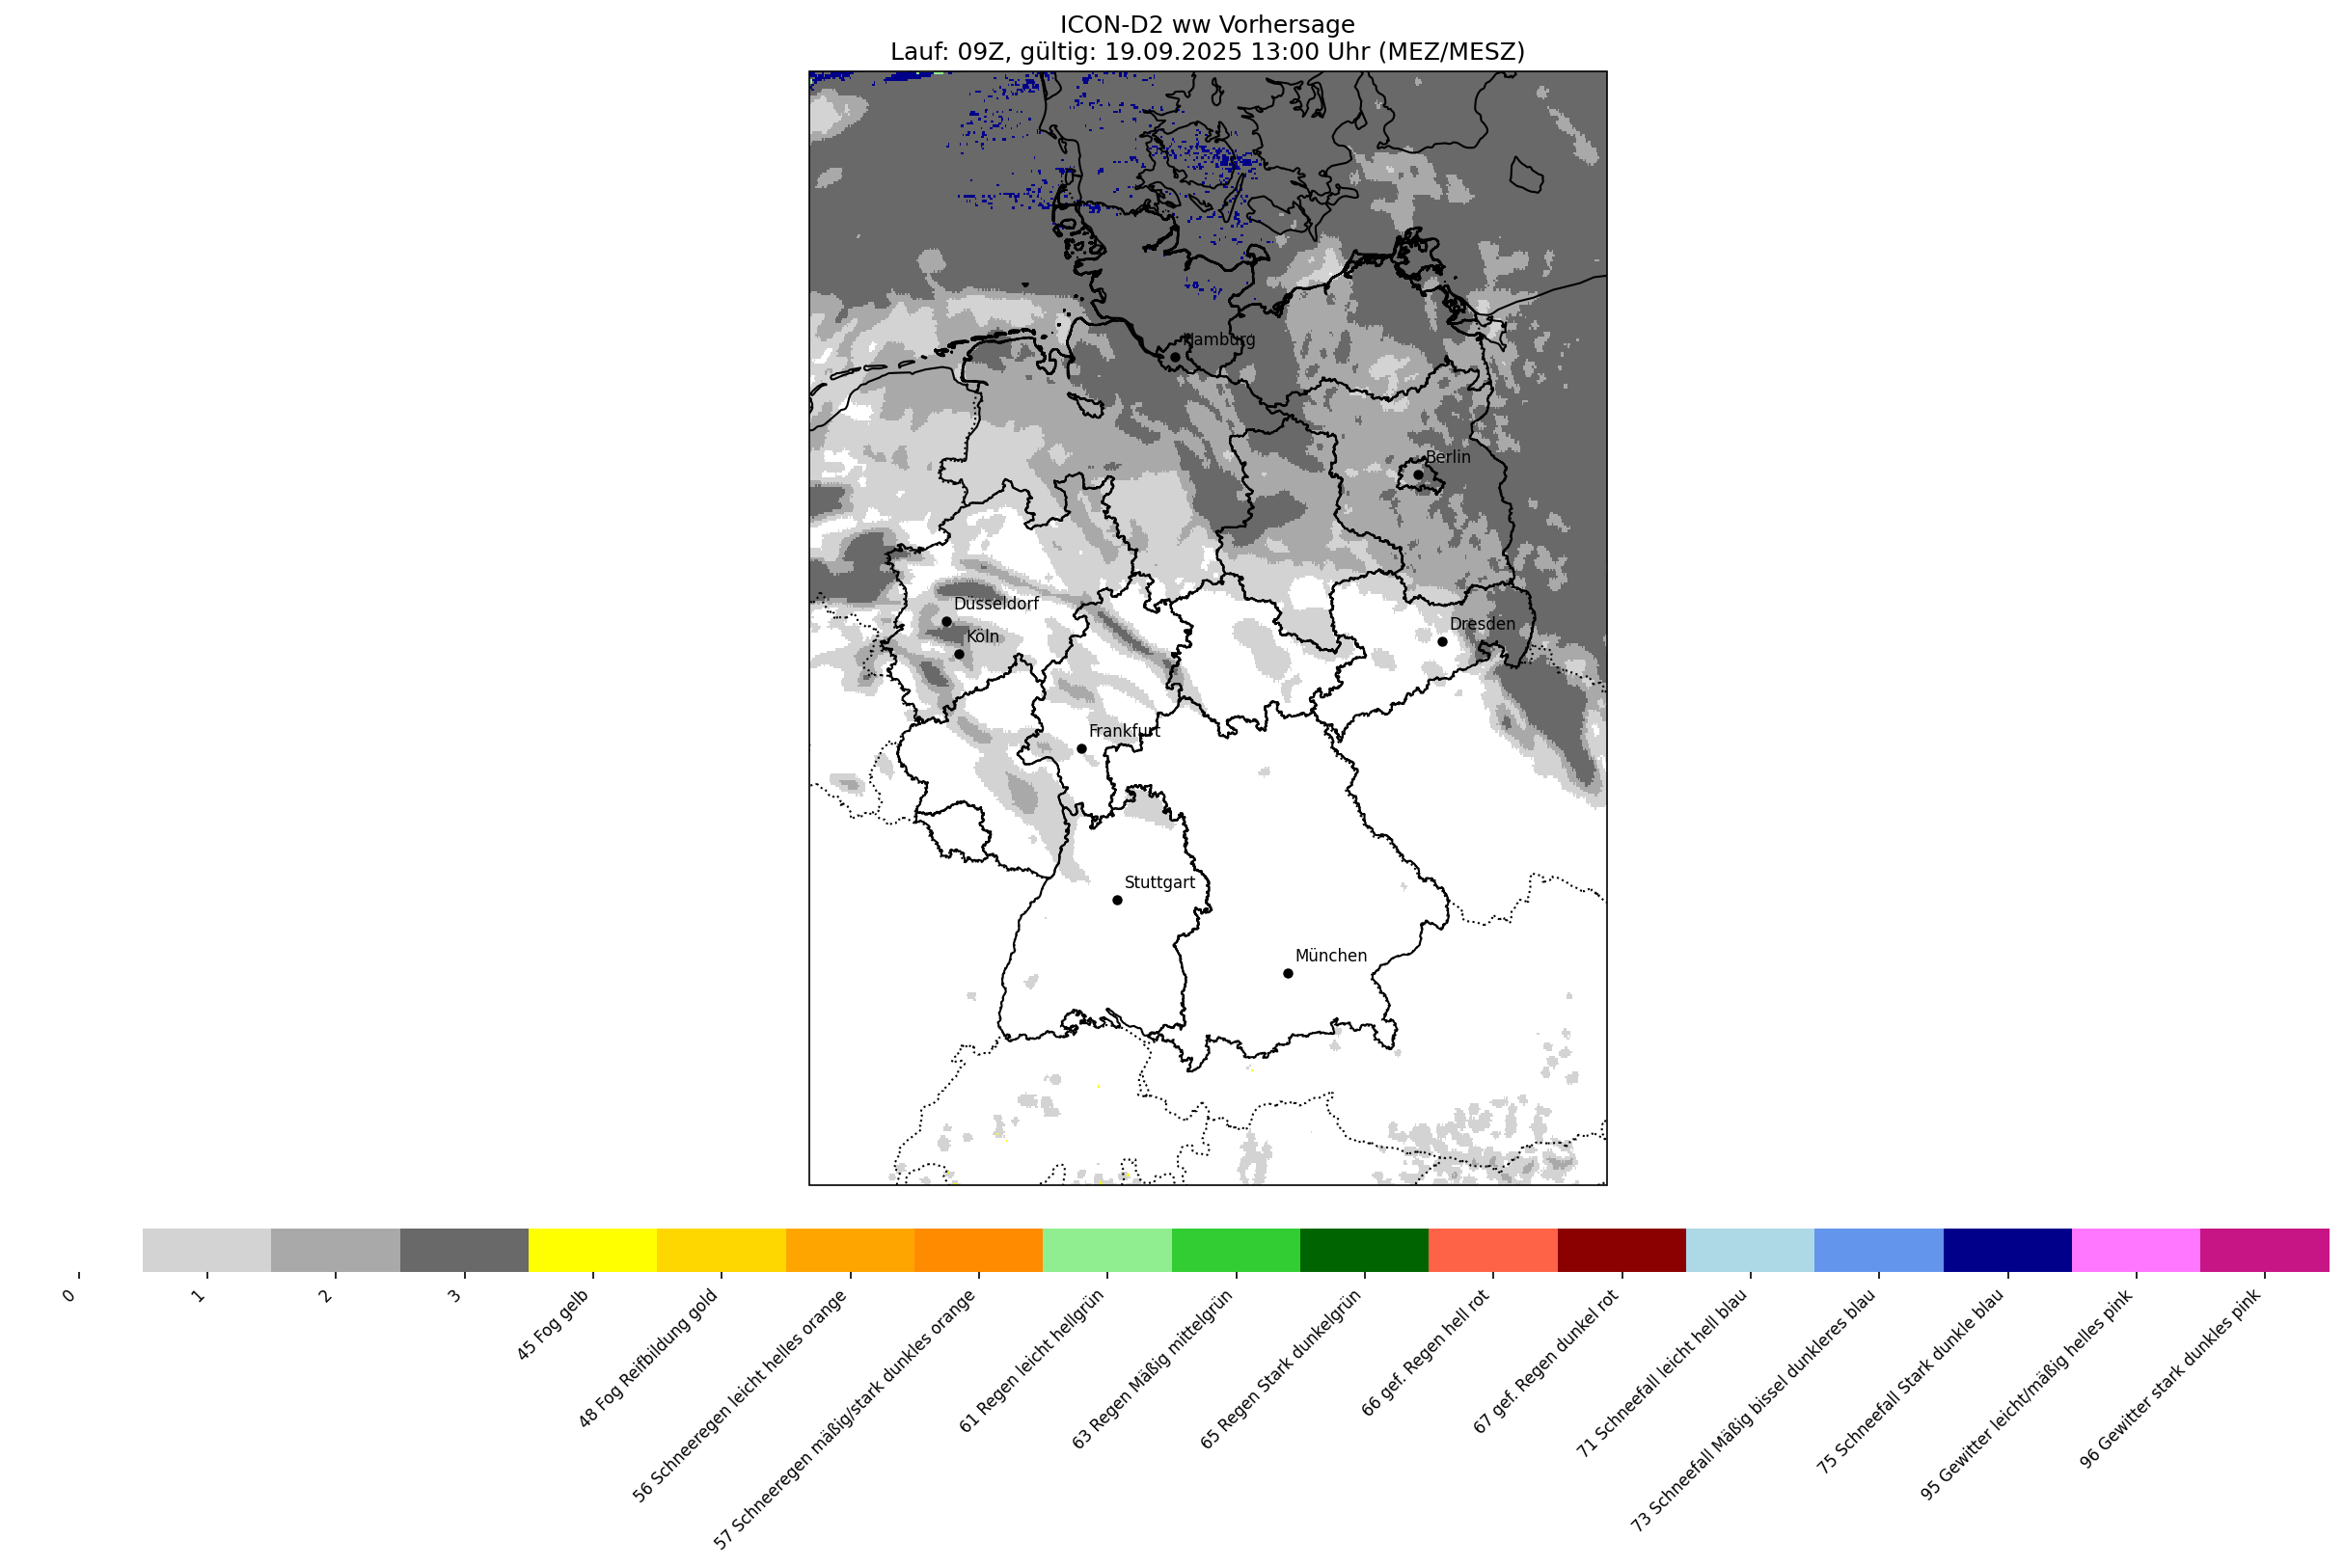 ICON-D2 ww Vorhersage
Lauf: 09Z, gültig: 19.09.2025 13:00 Uhr (MEZ/MESZ)
Hamburg
Berlin
Düsseldorf
Köln
Dresden
Frankfurt
Stuttgart
München
0
1
2
3
45 Fog gelb
48 Fog Reifbildung gold
56 Schneeregen leicht helles orange
57 Schneeregen mäßig/stark dunkles orange
61 Regen leicht hellgrün
63 Regen Mäßig mittelgrün
65 Regen Stark dunkelgrün
66 gef. Regen hell rot
67 gef. Regen dunkel rot
71 Schneefall leicht hell blau
73 Schneefall Mäßig bissel dunkleres blau
75 Schneefall Stark dunkle blau
95 Gewitter leicht/mäßig helles pink
96 Gewitter stark dunkles pink